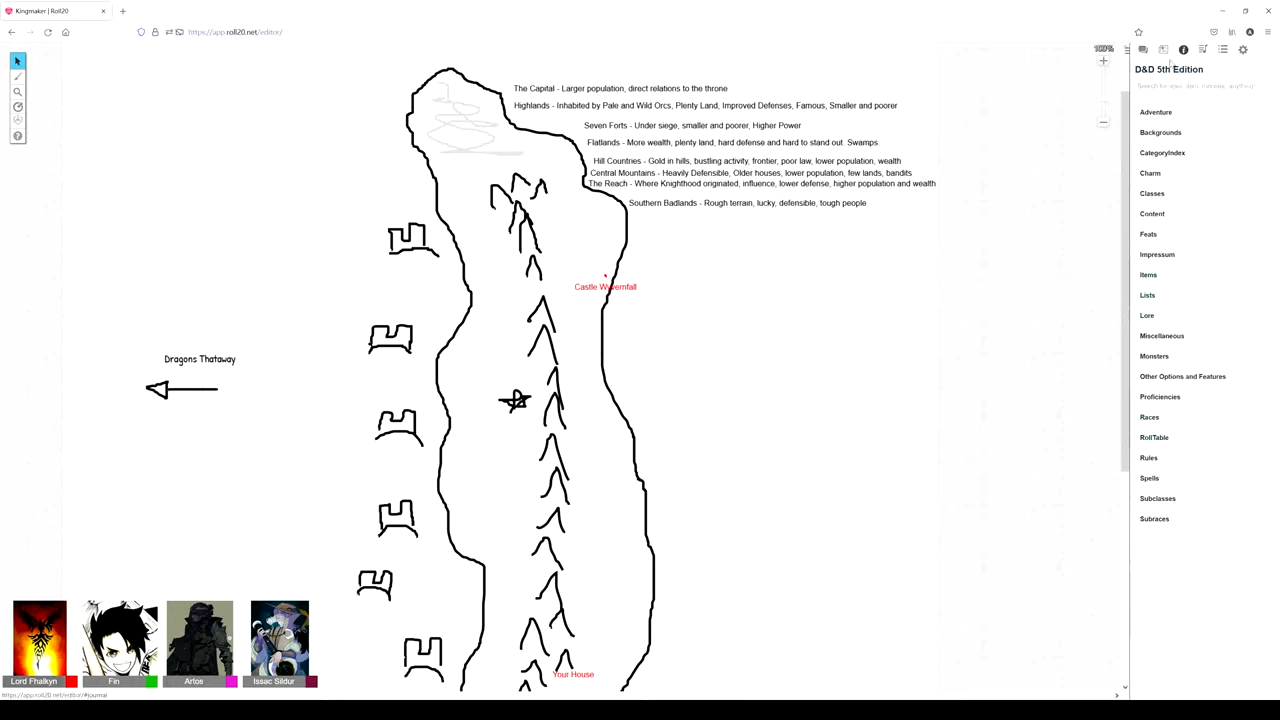 Kingmaker | Roll20
https://app.roll20.net/editor/
100%
D&D 5th Edition
The Capital - Larger population, direct relations to the throne
Highlands - Inhabited by Pale and Wild Orcs, Plenty Land, Improved Defenses, Famous, Smaller and poorer
Seven Forts - Under siege, smaller and poorer, Higher Power
Flatlands - More wealth, plenty land, hard defense and hard to stand out Swamps
Hill Countries - Gold in hills, bustling activity, frontier, poor law, lower population, wealth
Central Mountains - Heavily Defensible, Older houses, lower population, few lands, bandits
The Reach - Where Knighthood originated, influence, lower defense, higher population and wealth
Southern Badlands - Rough terrain, lucky, defensible, tough people
Castle Wyvernfall
Dragons Thataway
Your House
Adventure
Backgrounds
CategoryIndex
Charm
Classes
Content
Feats
Impressum
Items
Lists
Lore
Miscellaneous
Monsters
Other Options and Features
Proficiencies
Races
RollTable
Rules
Spells
Subclasses
Subraces
Lord Fhalkyn
Fin
Artos
Issac Sildur
https://app.roll20.net/editor/#journal